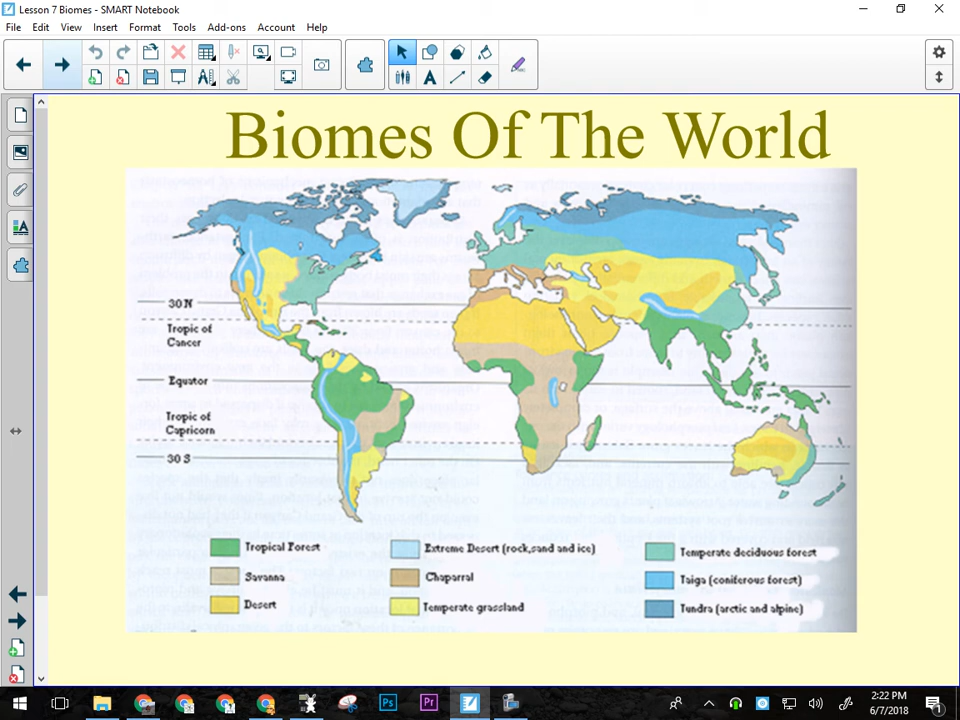 Lesson 7 Biomes - SMART Notebook
File Edit View Insert Format Tools Add-ons Account Help
Biomes Of The World
30 N
Tropic of
Cancer
Equator
Tropic of
Capricorn
30 S
Tropical Forest
Savanna
Desert
Extreme Desert (rock,sand and ice)
Chaparral
Temperate grassland
Temperate deciduous forest
Taiga (coniferous forest)
Tundra (arctic and alpine)
2:22 PM
6/7/2018